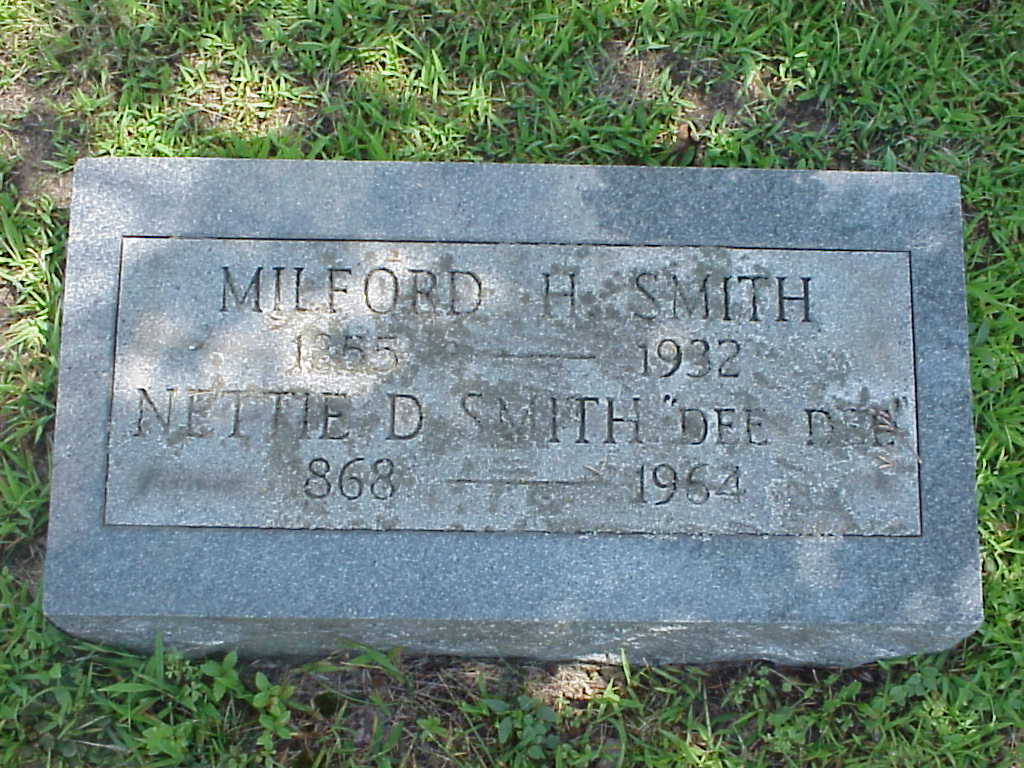 MILFORD H. SMITH
1855 — 1932
NETTIE D SMITH "DEE DEE"
868 — 1964